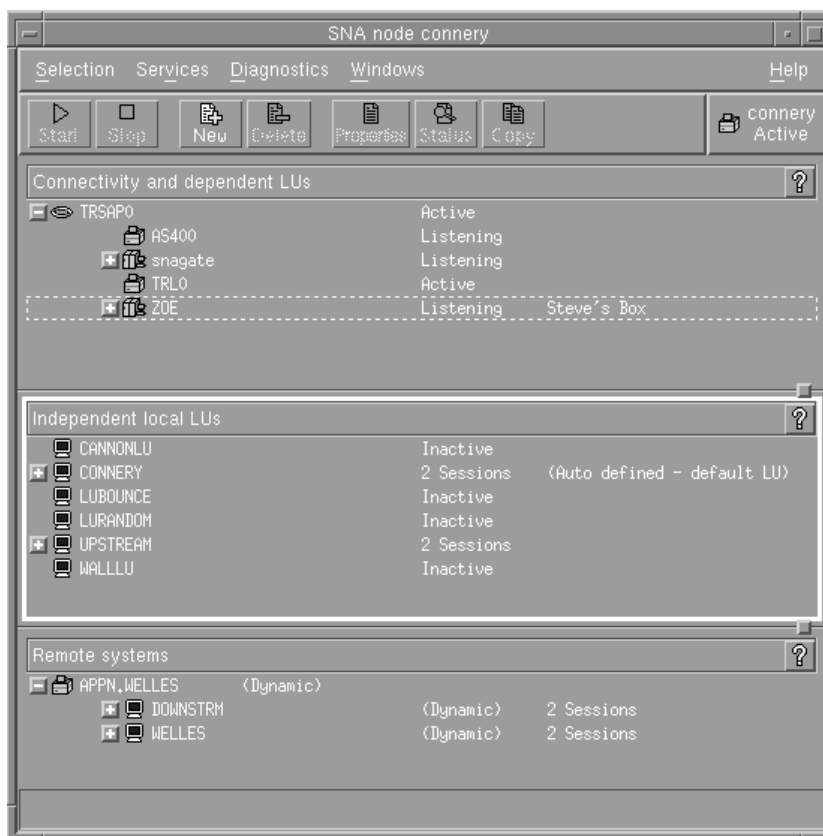 SNA node connery
Selection Services Diagnostics Windows Help
Start Stop New Delete Properties Status Copy connery
Active
Connectivity and dependent LUs ?
TRSAP0 Active
AS400 Listening
snagate Listening
TRL0 Active
ZOE Listening Steve's Box
Independent local LUs ?
CANNONLU Inactive
CONNERY 2 Sessions (Auto defined - default LU)
LUBOUNCE Inactive
LURANDOM Inactive
UPSTREAM 2 Sessions
WALLLU Inactive
Remote systems ?
APPN.WELLES (Dynamic)
DOWNSTRM (Dynamic) 2 Sessions
WELLES (Dynamic) 2 Sessions